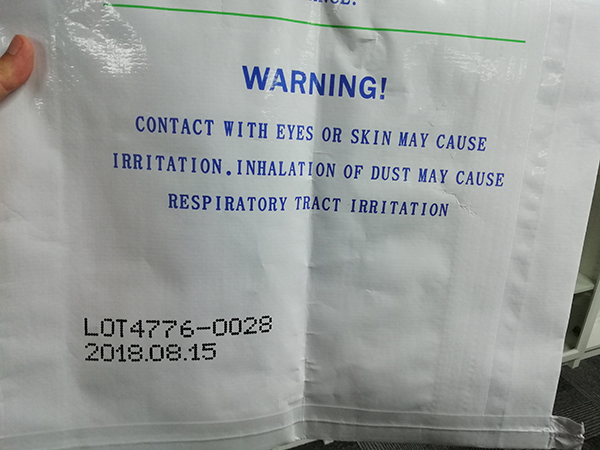 WARNING!
CONTACT WITH EYES OR SKIN MAY CAUSE
IRRITATION.INHALATION OF DUST MAY CAUSE
RESPIRATORY TRACT IRRITATION
LOT4776-0028
2018.08.15